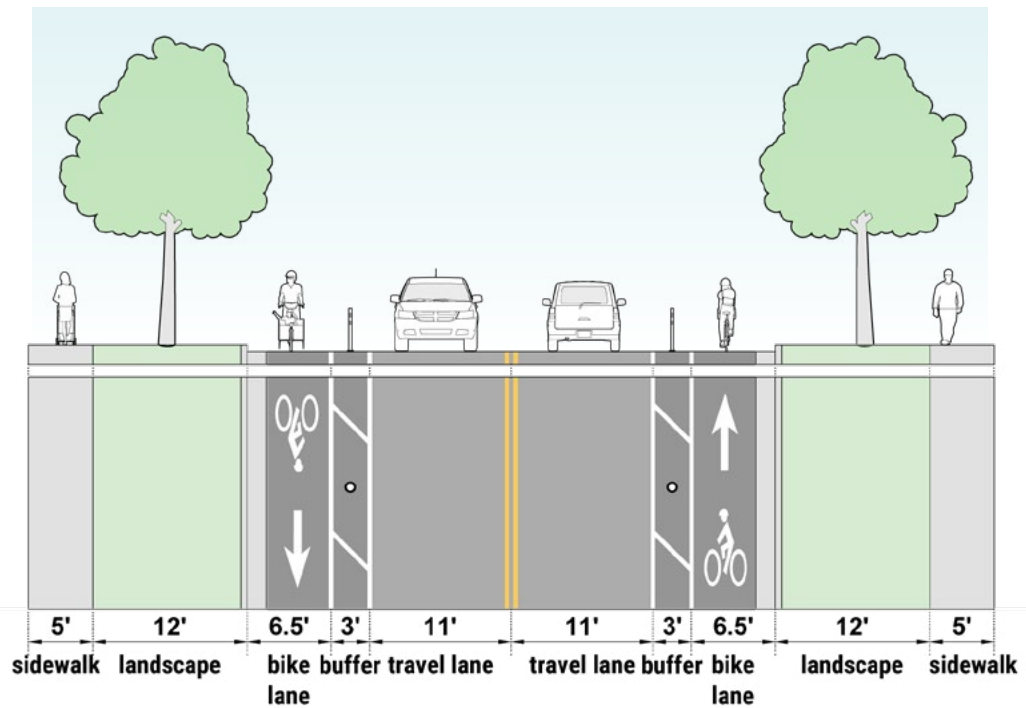 5' 12' 6.5' 3' 11' 11' 3' 6.5' 12' 5'
sidewalk landscape bike buffer travel lane travel lane buffer bike landscape sidewalk
lane lane